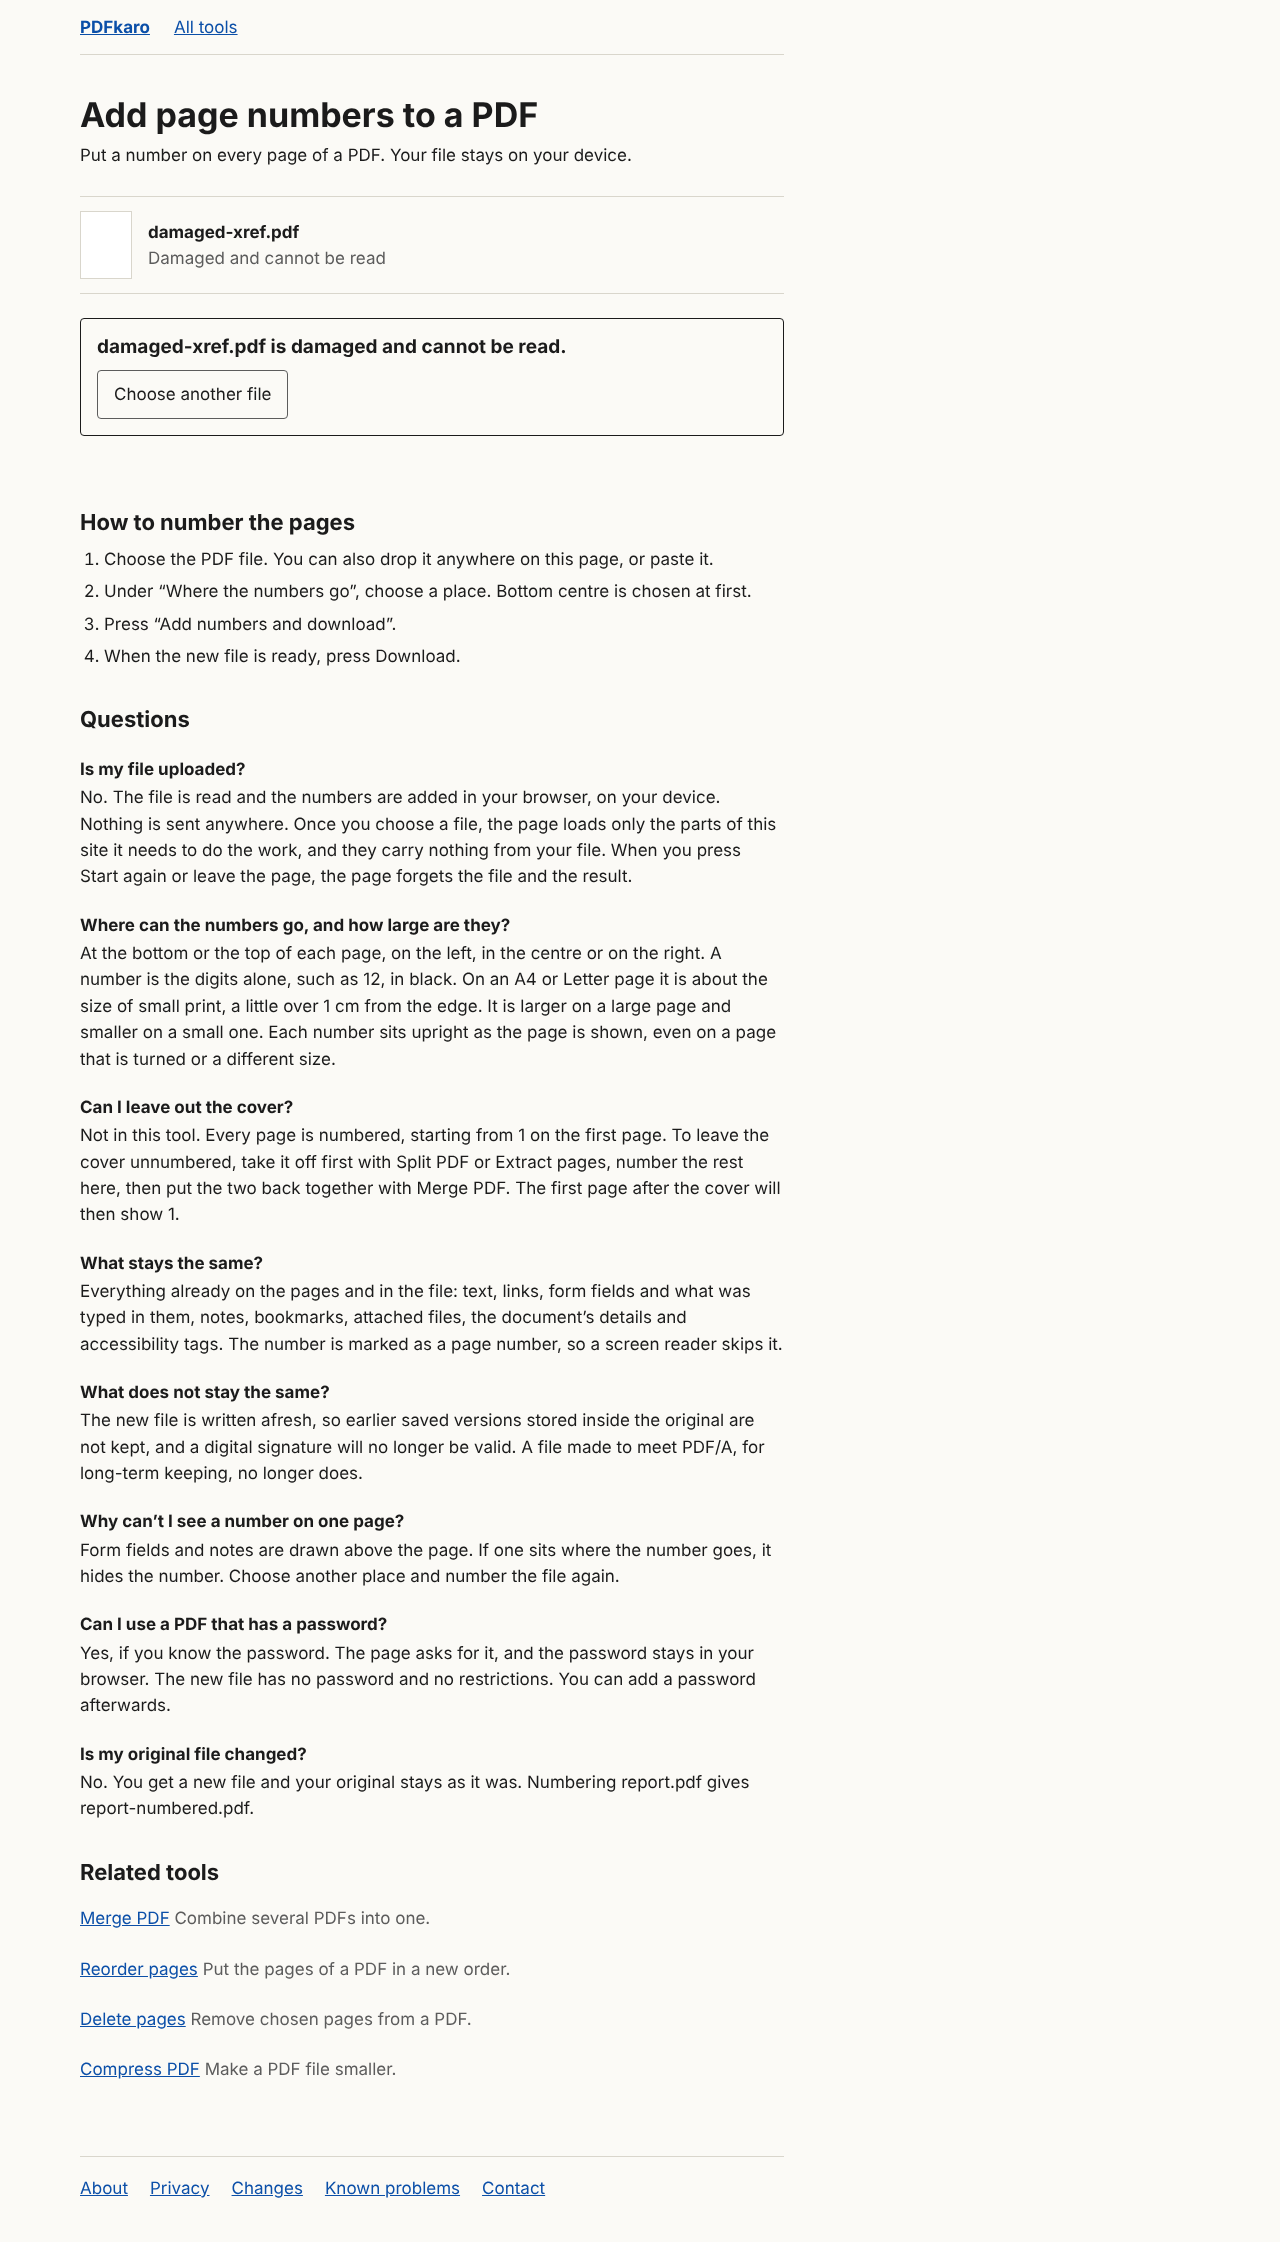 PDFkaro All tools
Add page numbers to a PDF
Put a number on every page of a PDF. Your file stays on your device.
damaged-xref.pdf
Damaged and cannot be read
damaged-xref.pdf is damaged and cannot be read.
Choose another file
How to number the pages
1. Choose the PDF file. You can also drop it anywhere on this page, or paste it.
2. Under “Where the numbers go”, choose a place. Bottom centre is chosen at first.
3. Press “Add numbers and download”.
4. When the new file is ready, press Download.
Questions
Is my file uploaded?
No. The file is read and the numbers are added in your browser, on your device.
Nothing is sent anywhere. Once you choose a file, the page loads only the parts of this
site it needs to do the work, and they carry nothing from your file. When you press
Start again or leave the page, the page forgets the file and the result.
Where can the numbers go, and how large are they?
At the bottom or the top of each page, on the left, in the centre or on the right. A
number is the digits alone, such as 12, in black. On an A4 or Letter page it is about the
size of small print, a little over 1 cm from the edge. It is larger on a large page and
smaller on a small one. Each number sits upright as the page is shown, even on a page
that is turned or a different size.
Can I leave out the cover?
Not in this tool. Every page is numbered, starting from 1 on the first page. To leave the
cover unnumbered, take it off first with Split PDF or Extract pages, number the rest
here, then put the two back together with Merge PDF. The first page after the cover will
then show 1.
What stays the same?
Everything already on the pages and in the file: text, links, form fields and what was
typed in them, notes, bookmarks, attached files, the document’s details and
accessibility tags. The number is marked as a page number, so a screen reader skips it.
What does not stay the same?
The new file is written afresh, so earlier saved versions stored inside the original are
not kept, and a digital signature will no longer be valid. A file made to meet PDF/A, for
long-term keeping, no longer does.
Why can’t I see a number on one page?
Form fields and notes are drawn above the page. If one sits where the number goes, it
hides the number. Choose another place and number the file again.
Can I use a PDF that has a password?
Yes, if you know the password. The page asks for it, and the password stays in your
browser. The new file has no password and no restrictions. You can add a password
afterwards.
Is my original file changed?
No. You get a new file and your original stays as it was. Numbering report.pdf gives
report-numbered.pdf.
Related tools
Merge PDF Combine several PDFs into one.
Reorder pages Put the pages of a PDF in a new order.
Delete pages Remove chosen pages from a PDF.
Compress PDF Make a PDF file smaller.
About Privacy Changes Known problems Contact